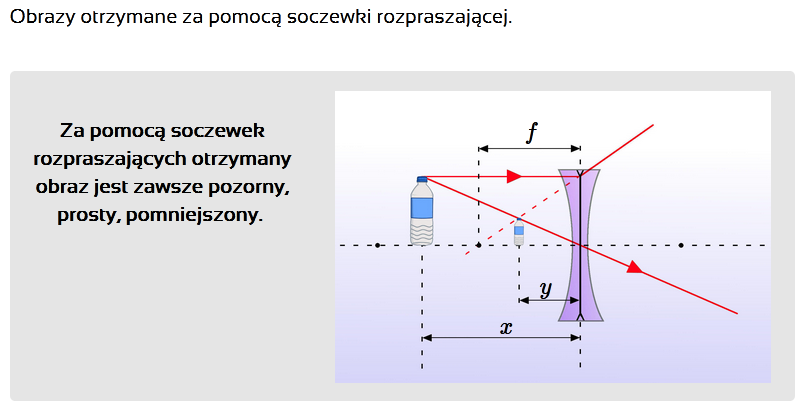 Obrazy otrzymane za pomocą soczewki rozpraszającej.
Za pomocą soczewek
rozpraszających otrzymany
obraz jest zawsze pozorny,
prosty, pomniejszony.
f
y
x